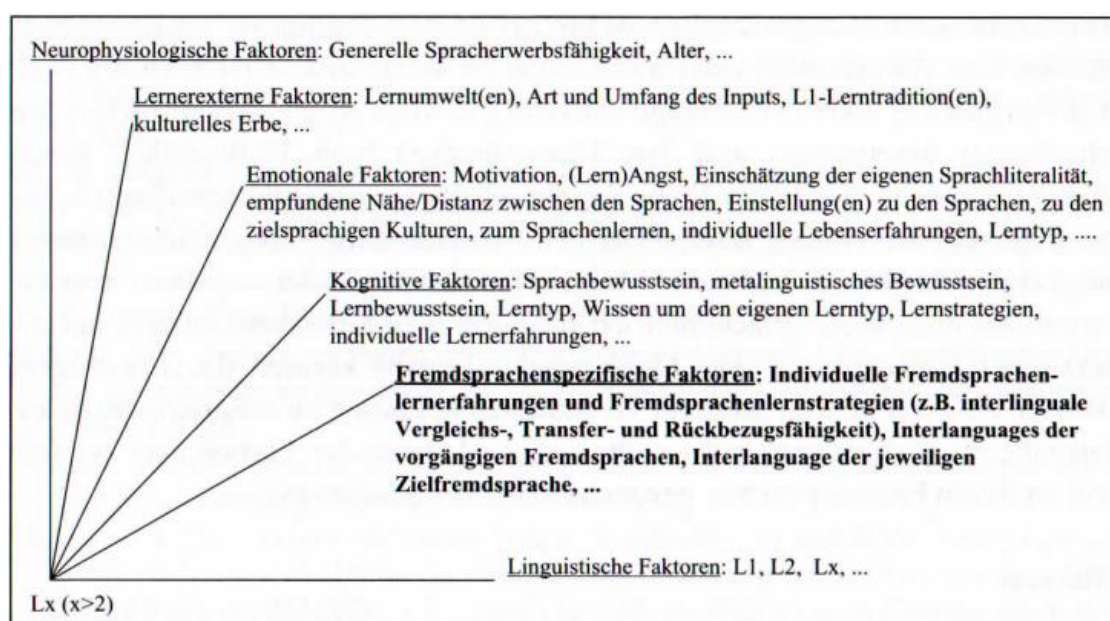 Neurophysiologische Faktoren: Generelle Spracherwerbsfähigkeit, Alter, ...
Lernerexterne Faktoren: Lernumwelt(en), Art und Umfang des Inputs, L1-Lerntradition(en),
kulturelles Erbe, ...
Emotionale Faktoren: Motivation, (Lern)Angst, Einschätzung der eigenen Sprachliteralität,
empfundene Nähe/Distanz zwischen den Sprachen, Einstellung(en) zu den Sprachen, zu den
zielsprachigen Kulturen, zum Sprachenlernen, individuelle Lebenserfahrungen, Lerntyp, ....
Kognitive Faktoren: Sprachbewusstsein, metalinguistisches Bewusstsein,
Lernbewusstsein, Lerntyp, Wissen um den eigenen Lerntyp, Lernstrategien,
individuelle Lernerfahrungen, ...
Fremdsprachenspezifische Faktoren: Individuelle Fremdsprachen-
lernerfahrungen und Fremdsprachenlernstrategien (z.B. interlinguale
Vergleichs-, Transfer- und Rückbezugsfähigkeit), Interlanguages der
vorgängigen Fremdsprachen, Interlanguage der jeweiligen
Zielfremdsprache, ...
Linguistische Faktoren: L1, L2, Lx, ...
Lx (x>2)